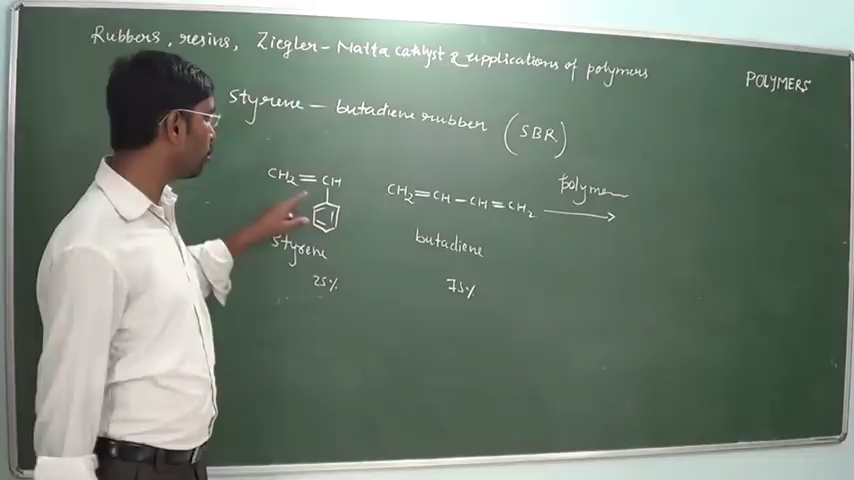 Rubbers, resins, Ziegler-Natta catalyst & applications of polymers
POLYMERS
Styrene - butadiene rubber (SBR)
CH2=CH
CH2=CH-CH=CH2
Polymer
styrene
butadiene
25%
75%